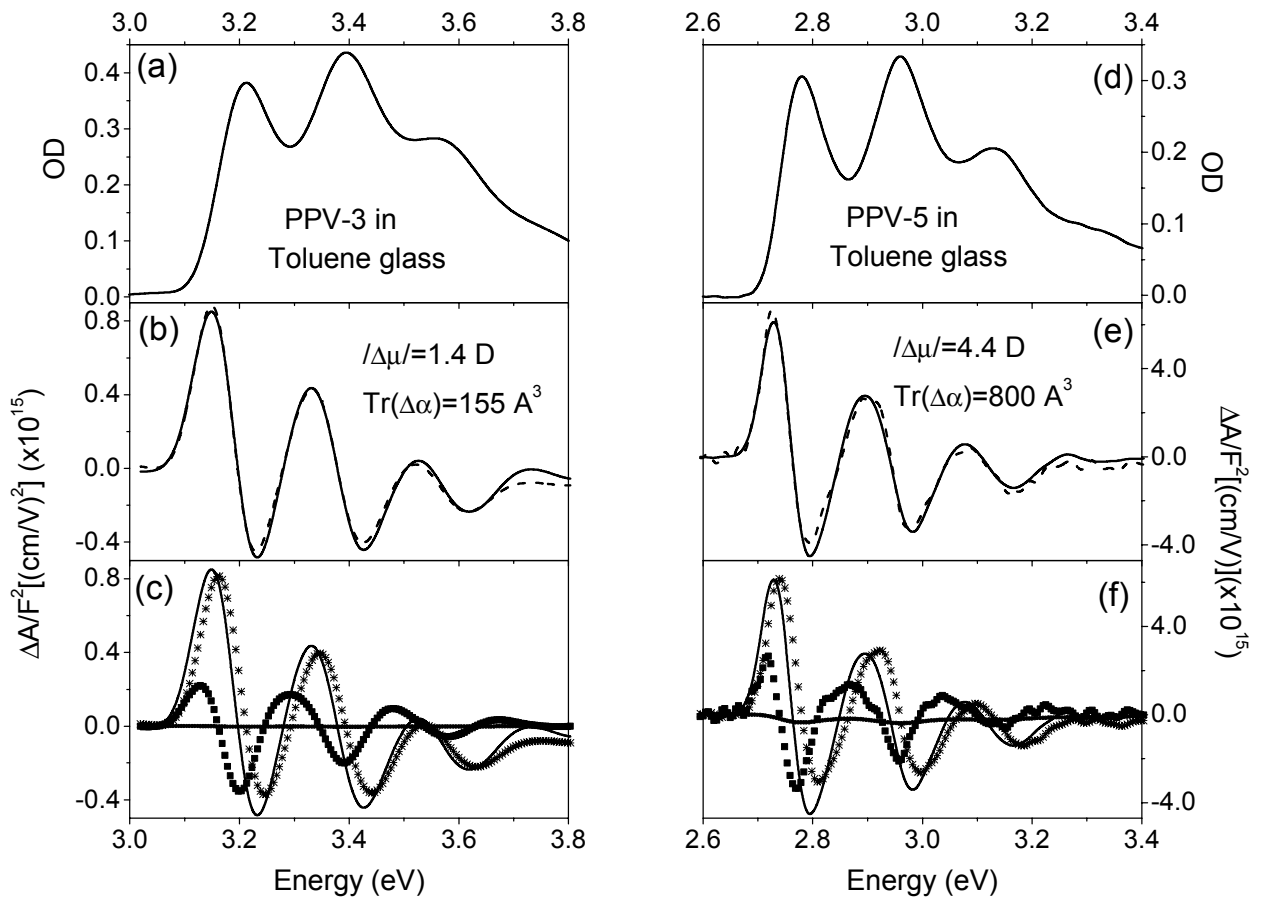 3.0 3.2 3.4 3.6 3.8
2.6 2.8 3.0 3.2 3.4
(a)
0.4
0.3
0.2
0.1
0.0
OD
PPV-3 in
Toluene glass
(d)
0.3
0.2
0.1
0.0
OD
PPV-5 in
Toluene glass
(b)
0.8
0.4
0.0
-0.4
/Δμ/=1.4 D
Tr(Δα)=155 A³
(e)
4.0
0.0
-4.0
/Δμ/=4.4 D
Tr(Δα)=800 A³
ΔA/F²[(cm/V)²] (x10¹⁵)
ΔA/F²[(cm/V)](x10¹⁵)
(c)
0.8
0.4
0.0
-0.4
(f)
4.0
0.0
-4.0
3.0 3.2 3.4 3.6 3.8
2.6 2.8 3.0 3.2 3.4
Energy (eV)
Energy (eV)